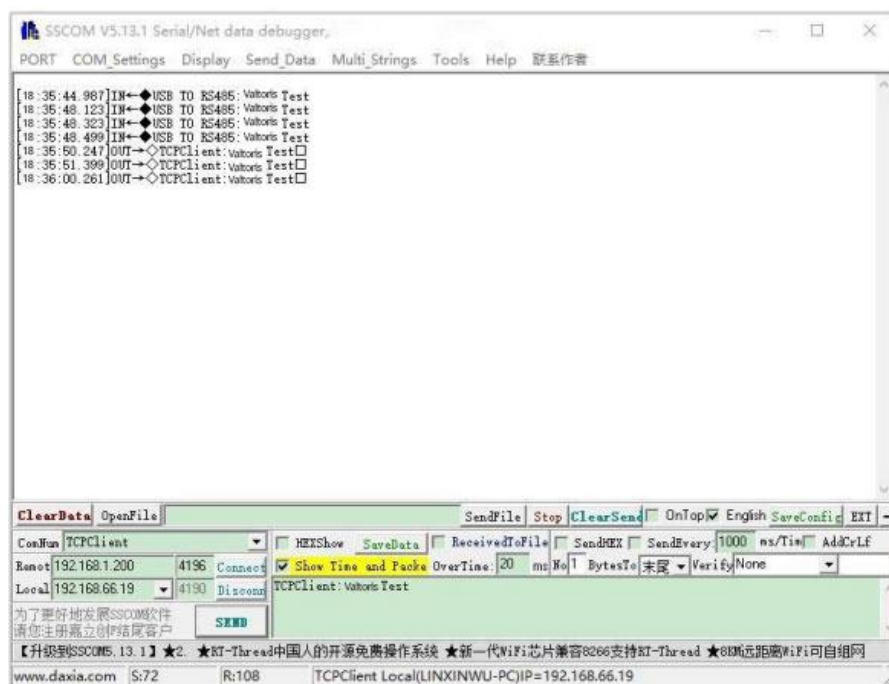 SSCOM V5.13.1 Serial/Net data debugger,
PORT COM_Settings Display Send_Data Multi_Strings Tools Help 联系作者
[18:35:44.987]IN←◆USB TO RS485: Valtoris Test
[18:35:48.123]IN←◆USB TO RS485: Valtoris Test
[18:35:48.323]IN←◆USB TO RS485: Valtoris Test
[18:35:48.499]IN←◆USB TO RS485: Valtoris Test
[18:35:50.247]OUT→◇TCPClient: Valtoris Test□
[18:35:51.399]OUT→◇TCPClient: Valtoris Test□
[18:36:00.261]OUT→◇TCPClient: Valtoris Test□
ClearData OpenFile SendFile Stop ClearSend OnTop English SaveConfig EXT
ComNum TCPClient HEXShow SaveData ReceivedToFile SendHEX SendEvery: 1000 ms/Tim AddCrLf
Remot 192.168.1.200 4196 Connect Show Time and Packe OverTime: 20 ms No 1 BytesTo 末尾 Verify None
Local 192.168.66.19 4190 Disconn TCPClient: Valtoris Test
为了更好地发展SSCOM软件
请您注册嘉立创F结尾客户 SEND
【升级到SSCOM5.13.1】★2. ★RT-Thread中国人的开源免费操作系统 ★新一代WiFi芯片兼容8266支持RT-Thread ★8KM远距离WiFi可自组网
www.daxia.com S:72 R:108 TCPClient Local(LINXINWU-PC)IP=192.168.66.19